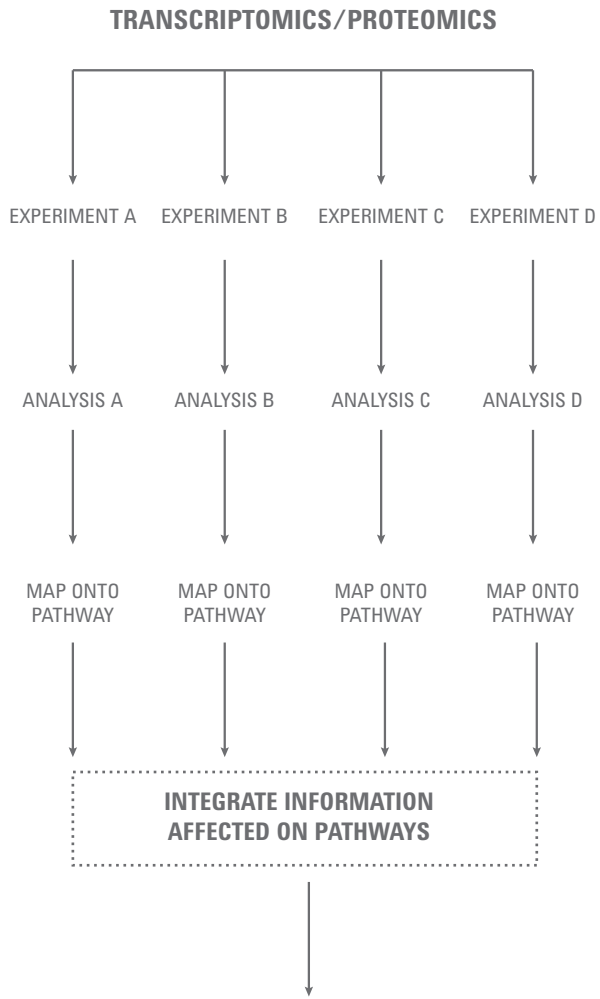 TRANSCRIPTOMICS/PROTEOMICS
EXPERIMENT A
EXPERIMENT B
EXPERIMENT C
EXPERIMENT D
ANALYSIS A
ANALYSIS B
ANALYSIS C
ANALYSIS D
MAP ONTO
PATHWAY
MAP ONTO
PATHWAY
MAP ONTO
PATHWAY
MAP ONTO
PATHWAY
INTEGRATE INFORMATION
AFFECTED ON PATHWAYS